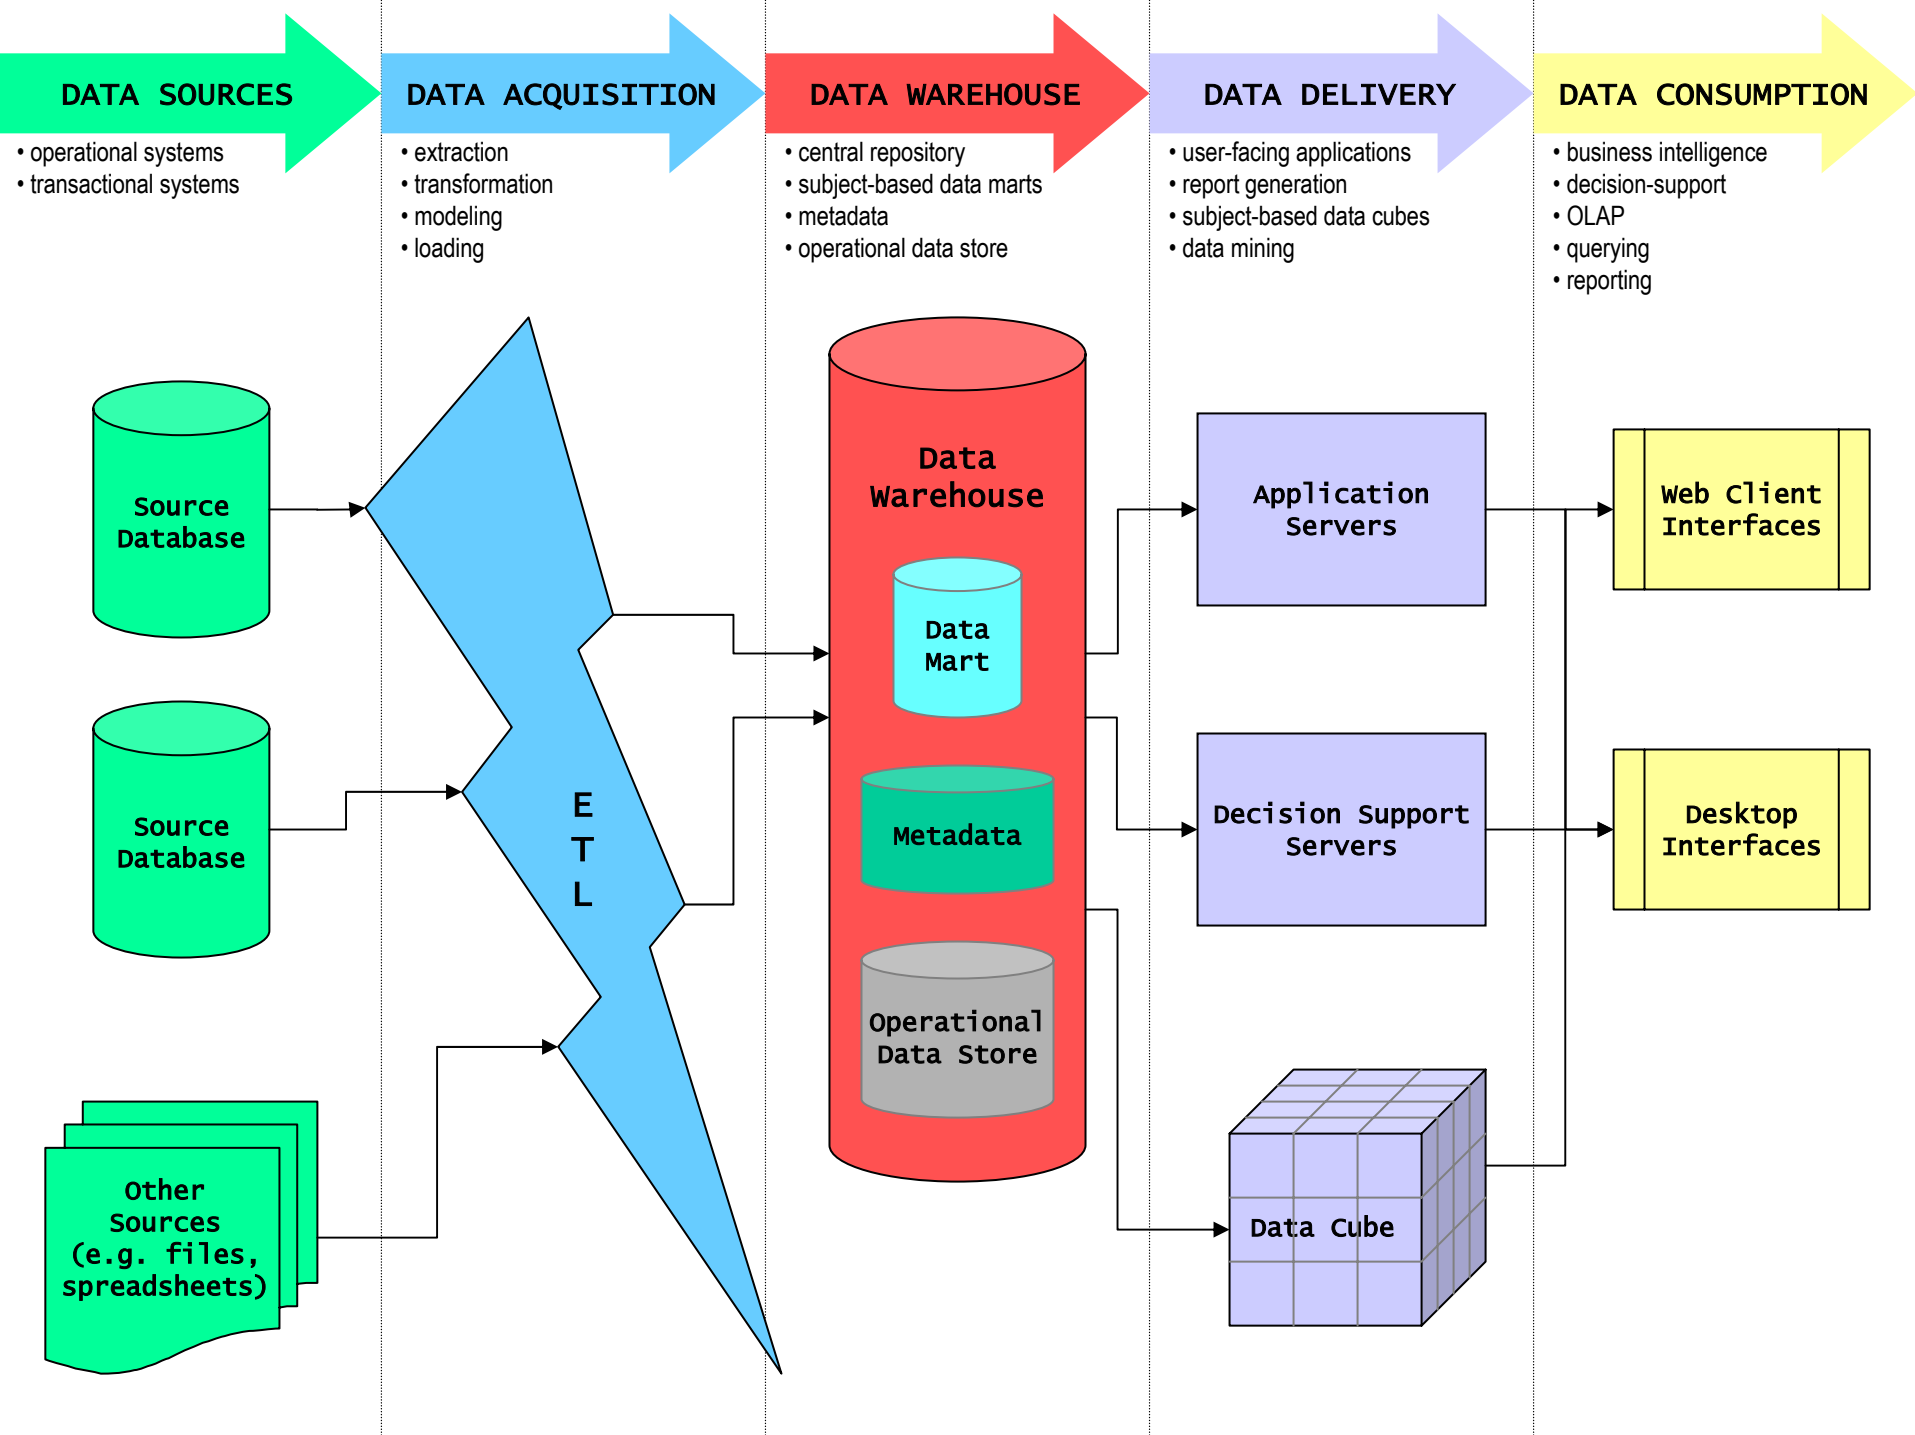 DATA SOURCES
• operational systems
• transactional systems
DATA ACQUISITION
• extraction
• transformation
• modeling
• loading
DATA WAREHOUSE
• central repository
• subject-based data marts
• metadata
• operational data store
DATA DELIVERY
• user-facing applications
• report generation
• subject-based data cubes
• data mining
DATA CONSUMPTION
• business intelligence
• decision-support
• OLAP
• querying
• reporting
Source
Database
Source
Database
Other
Sources
(e.g. files,
spreadsheets)
E
T
L
Data
Warehouse
Data
Mart
Metadata
Operational
Data Store
Application
Servers
Decision Support
Servers
Data Cube
Web Client
Interfaces
Desktop
Interfaces